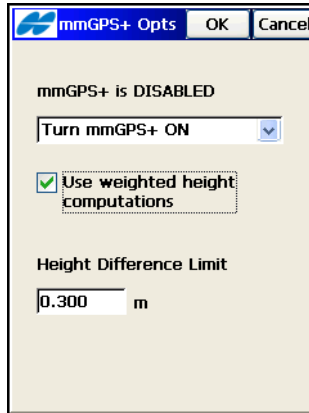 mmGPS+ Opts OK Cancel
mmGPS+ is DISABLED
Turn mmGPS+ ON
Use weighted height
computations
Height Difference Limit
0.300 m